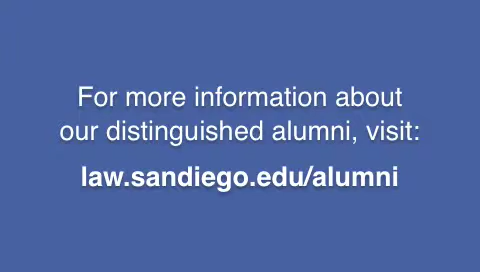 For more information about
our distinguished alumni, visit:
law.sandiego.edu/alumni